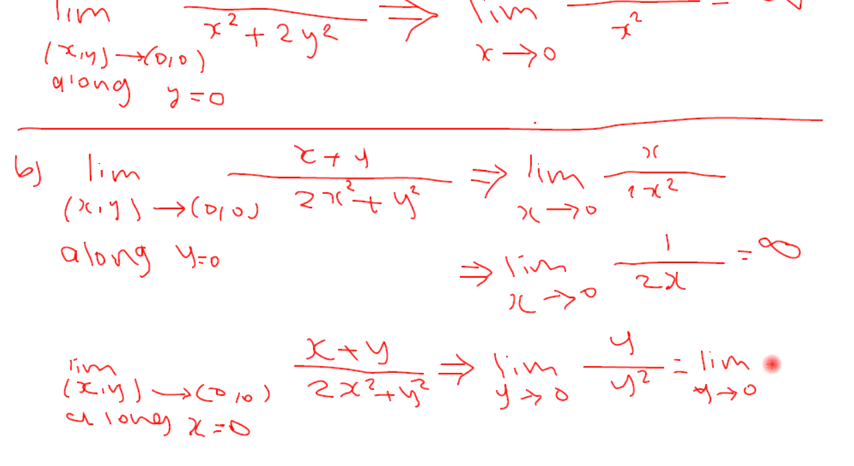 lim x² + 2y² ⇒ lim x² = 
(x,y) → (0,0) x → 0
along y = 0
b) lim (x,y) → (0,0) x + y / 2x² + y² ⇒ lim x → 0 x / 2x²
along y = 0 ⇒ lim x → 0 1 / 2x = ∞
lim (x,y) → (0,0) x + y / 2x² + y² ⇒ lim y → 0 y / y² = lim y → 0
along x = 0